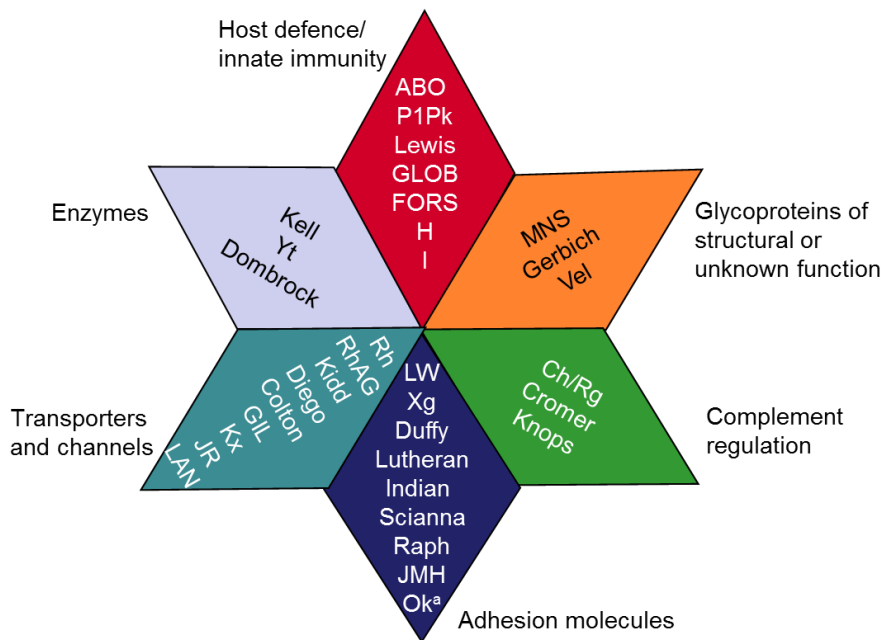 Host defence/
innate immunity
ABO
P1Pk
Lewis
GLOB
FORS
H
I
Enzymes
Kell
Yt
Dombrock
MNS
Gerbich
Vel
Glycoproteins of
structural or
unknown function
Transporters
and channels
Rh
RhAG
Kidd
Diego
Colton
GIL
Kx
JR
LAN
LW
Xg
Duffy
Lutheran
Indian
Scianna
Raph
JMH
Okᵃ
Adhesion molecules
Ch/Rg
Cromer
Knops
Complement
regulation